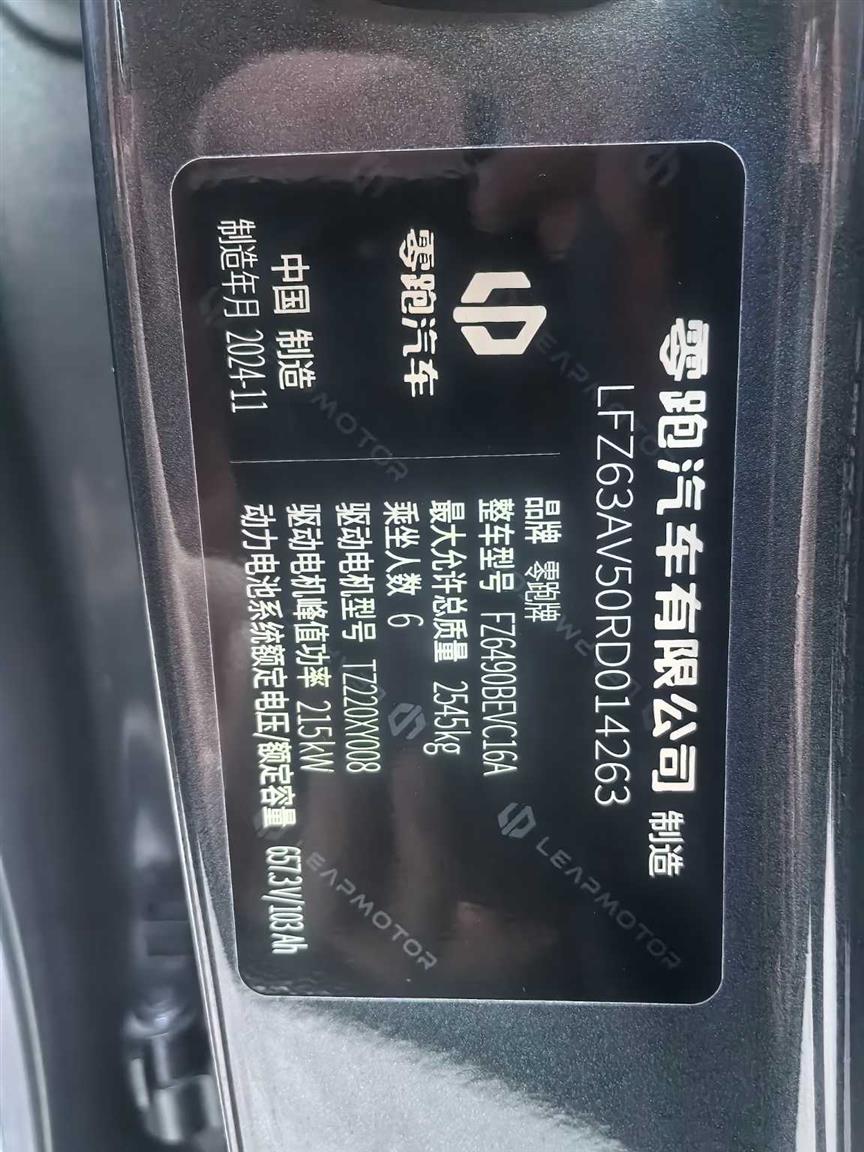 零跑汽车有限公司 制造
LFZ63AV50RD014263
零跑汽车
中国 制造
制造年月 2024-11
品牌 零跑牌
整车型号 FZ6490BEVC16A
最大允许总质量 2545kg
乘坐人数 6
驱动电机型号 TZ220XY008
驱动电机峰值功率 215kW
动力电池系统额定电压/额定容量 657.3V/103Ah
LEAPMOTOR
LEAPMOTOR
LEAPMOTOR